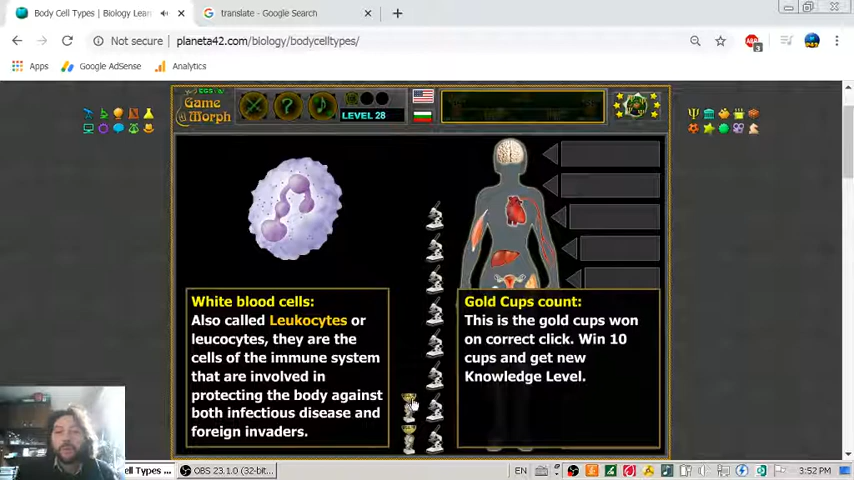 Body Cell Types | Biology Lear
translate - Google Search
Not secure | planeta42.com/biology/bodycelltypes/
Apps
Google AdSense
Analytics
EGS
Game
Morph
LEVEL 28
White blood cells:
Also called Leukocytes or
leucocytes, they are the
cells of the immune system
that are involved in
protecting the body against
both infectious disease and
foreign invaders.
Gold Cups count:
This is the gold cups won
on correct click. Win 10
cups and get new
Knowledge Level.
ell Types ...
OBS 23.1.0 (32-bit...
EN
3:52 PM